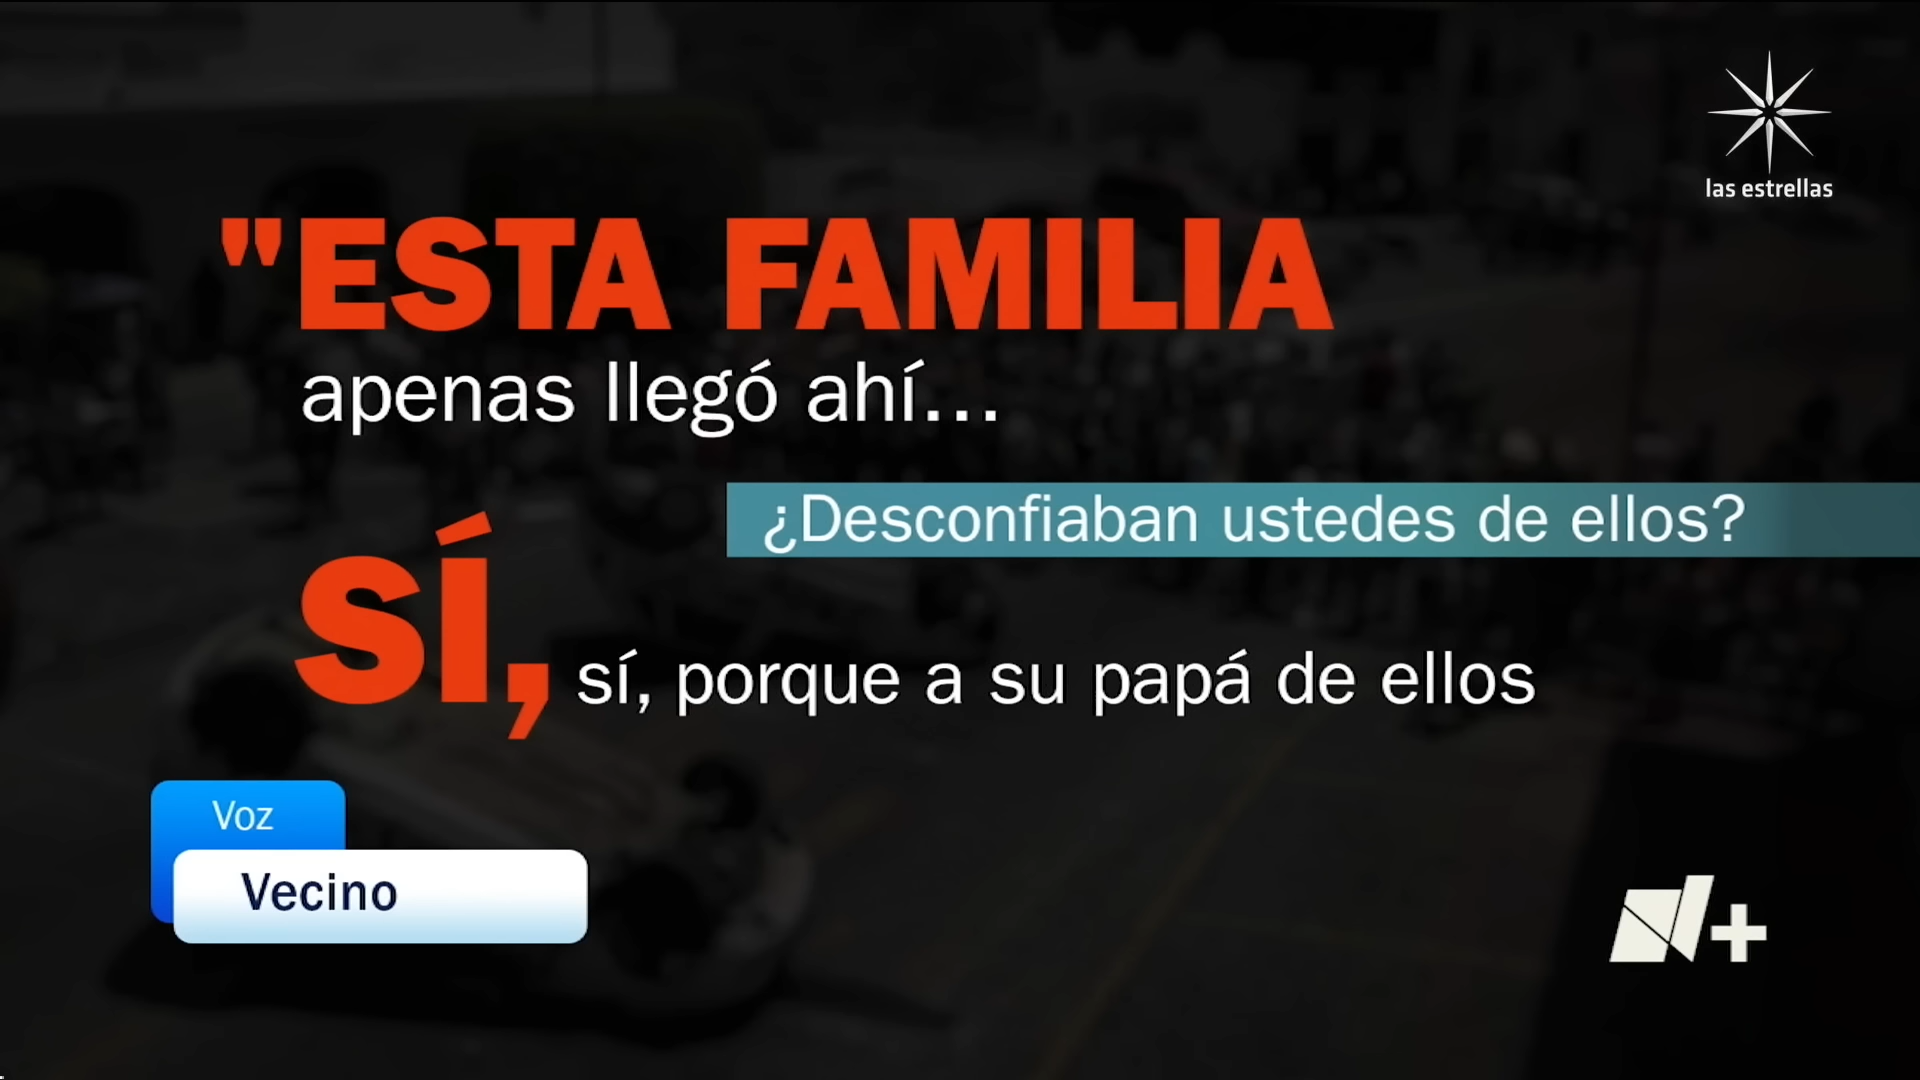 las estrellas
"ESTA FAMILIA
apenas llegó ahí...
¿Desconfiaban ustedes de ellos?
SÍ, sí, porque a su papá de ellos
Voz
Vecino
N+